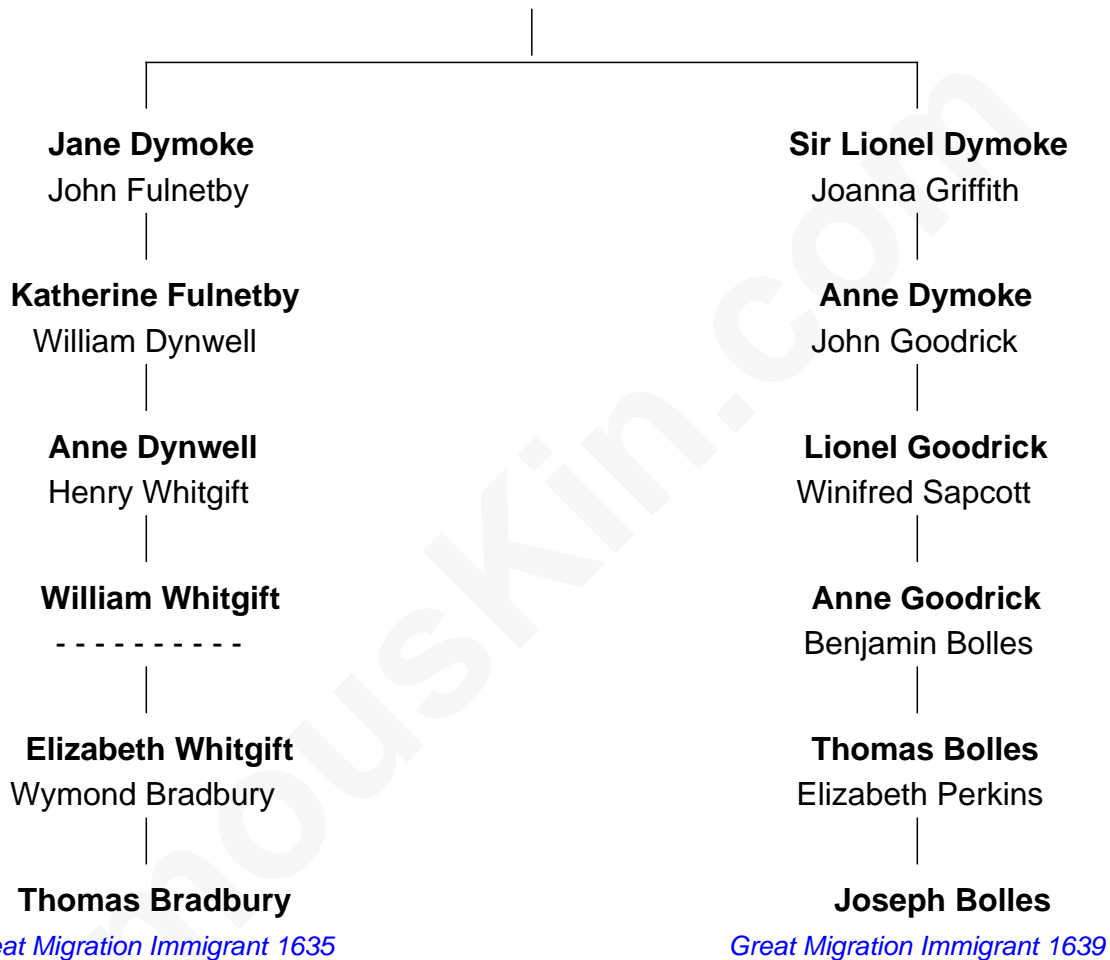 Jane Dymoke
John Fulnetby
Katherine Fulnetby
William Dynwell
Anne Dynwell
Henry Whitgift
William Whitgift
- - - - - - - - - -
Elizabeth Whitgift
Wymond Bradbury
Thomas Bradbury
eat Migration Immigrant 1635
Sir Lionel Dymoke
Joanna Griffith
Anne Dymoke
John Goodrick
Lionel Goodrick
Winifred Sapcott
Anne Goodrick
Benjamin Bolles
Thomas Bolles
Elizabeth Perkins
Joseph Bolles
Great Migration Immigrant 1639
mousKin.com